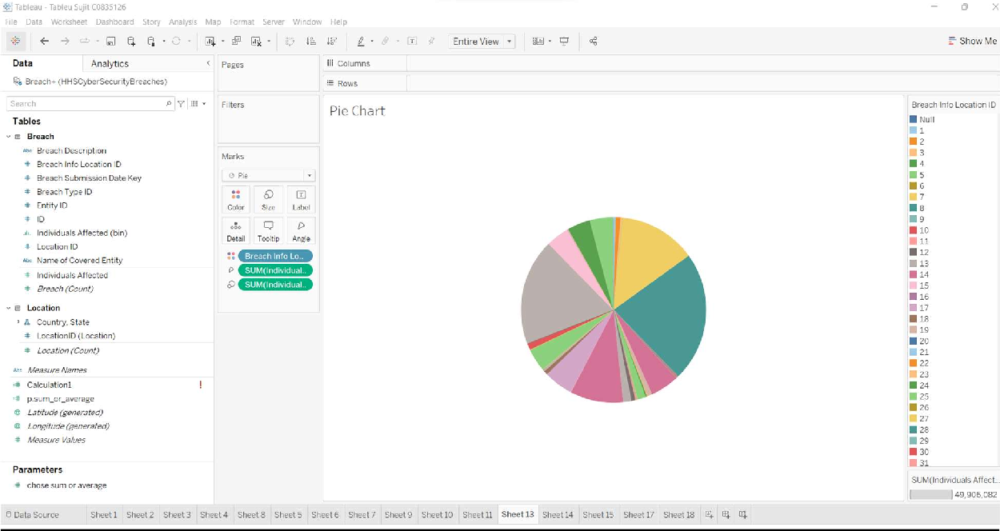 Tableau - Tableu Sujit C0835126
File Data Worksheet Dashboard Story Analysis Map Format Server Window Help
Entire View
Show Me
Data Analytics
Breach+ (HHSCyberSecurityBreaches)
Search
Tables
Breach
Abc Breach Description
Breach Info Location ID
Breach Submission Date Key
Breach Type ID
Entity ID
ID
Individuals Affected (bin)
Location ID
Abc Name of Covered Entity
Individuals Affected
Breach (Count)
Location
Country, State
LocationID (Location)
Location (Count)
Abc Measure Names
Calculation1 !
p.sum_or_average
Latitude (generated)
Longitude (generated)
Measure Values
Parameters
chose sum or average
Pages
Filters
Marks
Pie
Color Size Label
Detail Tooltip Angle
Breach Info Lo..
SUM(Individual..
SUM(Individual..
Columns
Rows
Pie Chart
Breach Info Location ID
Null
1
2
3
4
5
6
7
8
9
10
11
12
13
14
15
16
17
18
19
20
21
22
23
24
25
26
27
28
29
30
31
SUM(Individuals Affect...
49,906,082
Data Source Sheet 1 Sheet 2 Sheet 3 Sheet 4 Sheet 8 Sheet 5 Sheet 6 Sheet 7 Sheet 9 Sheet 10 Sheet 11 Sheet 13 Sheet 14 Sheet 15 Sheet 17 Sheet 18